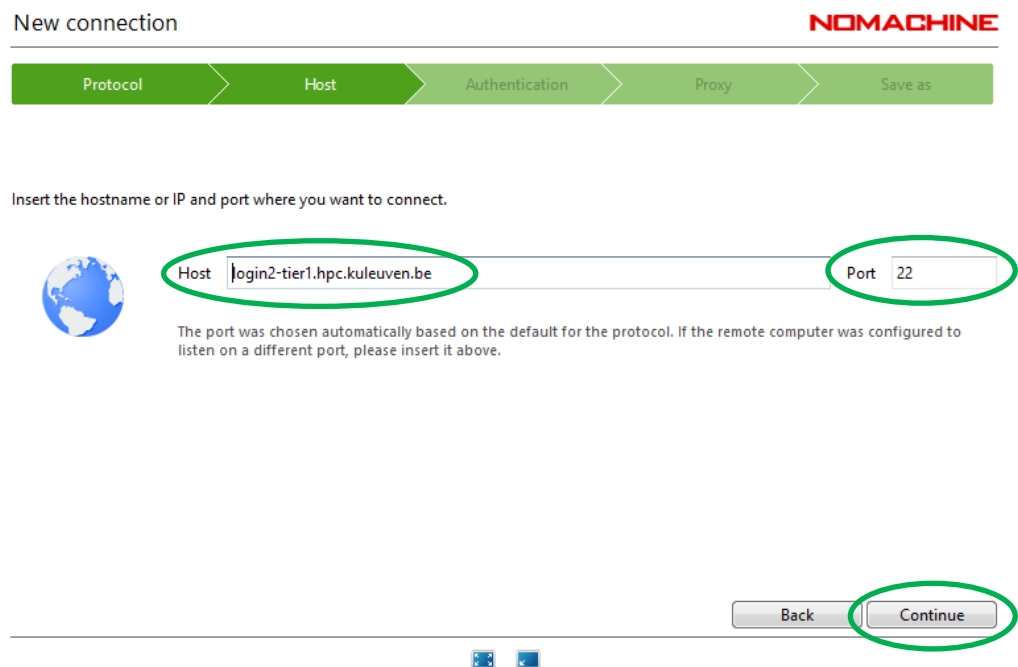 New connection
NOMACHINE
Protocol
Host
Authentication
Proxy
Save as
Insert the hostname or IP and port where you want to connect.
Host login2-tier1.hpc.kuleuven.be Port 22
The port was chosen automatically based on the default for the protocol. If the remote computer was configured to
listen on a different port, please insert it above.
Back
Continue